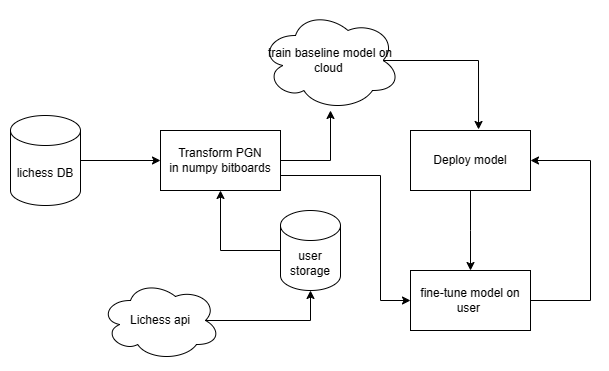 train baseline model on
cloud
Transform PGN
in numpy bitboards
Deploy model
lichess DB
user
storage
fine-tune model on
user
Lichess api